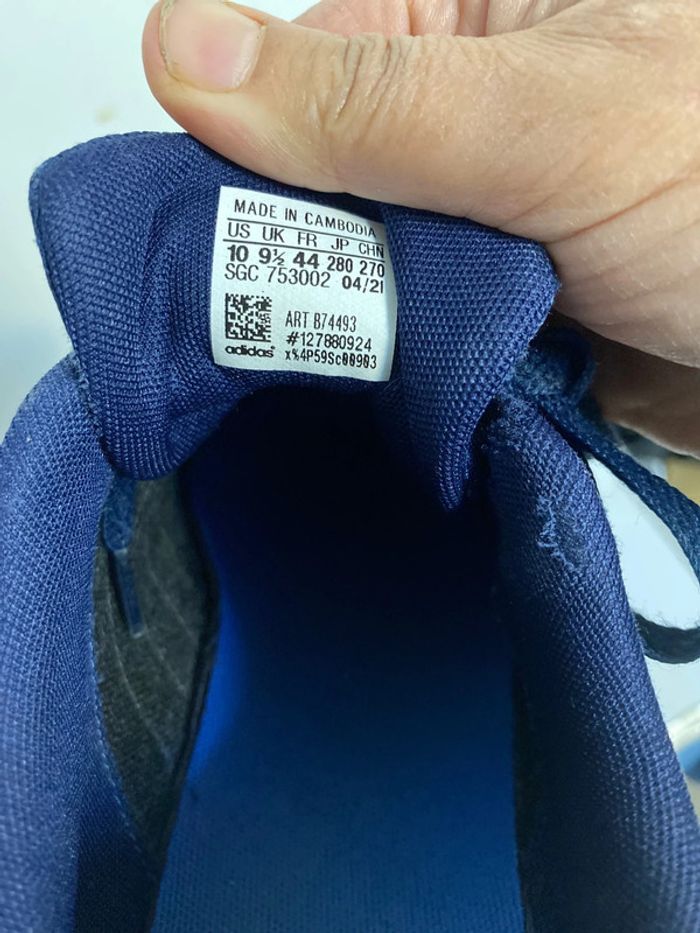 MADE IN CAMBODIA
US UK FR JP CHN
10 9½ 44 280 270
SGC 753002 04/21
ART B74493
#127880924
adidas x%4P59Sc00903